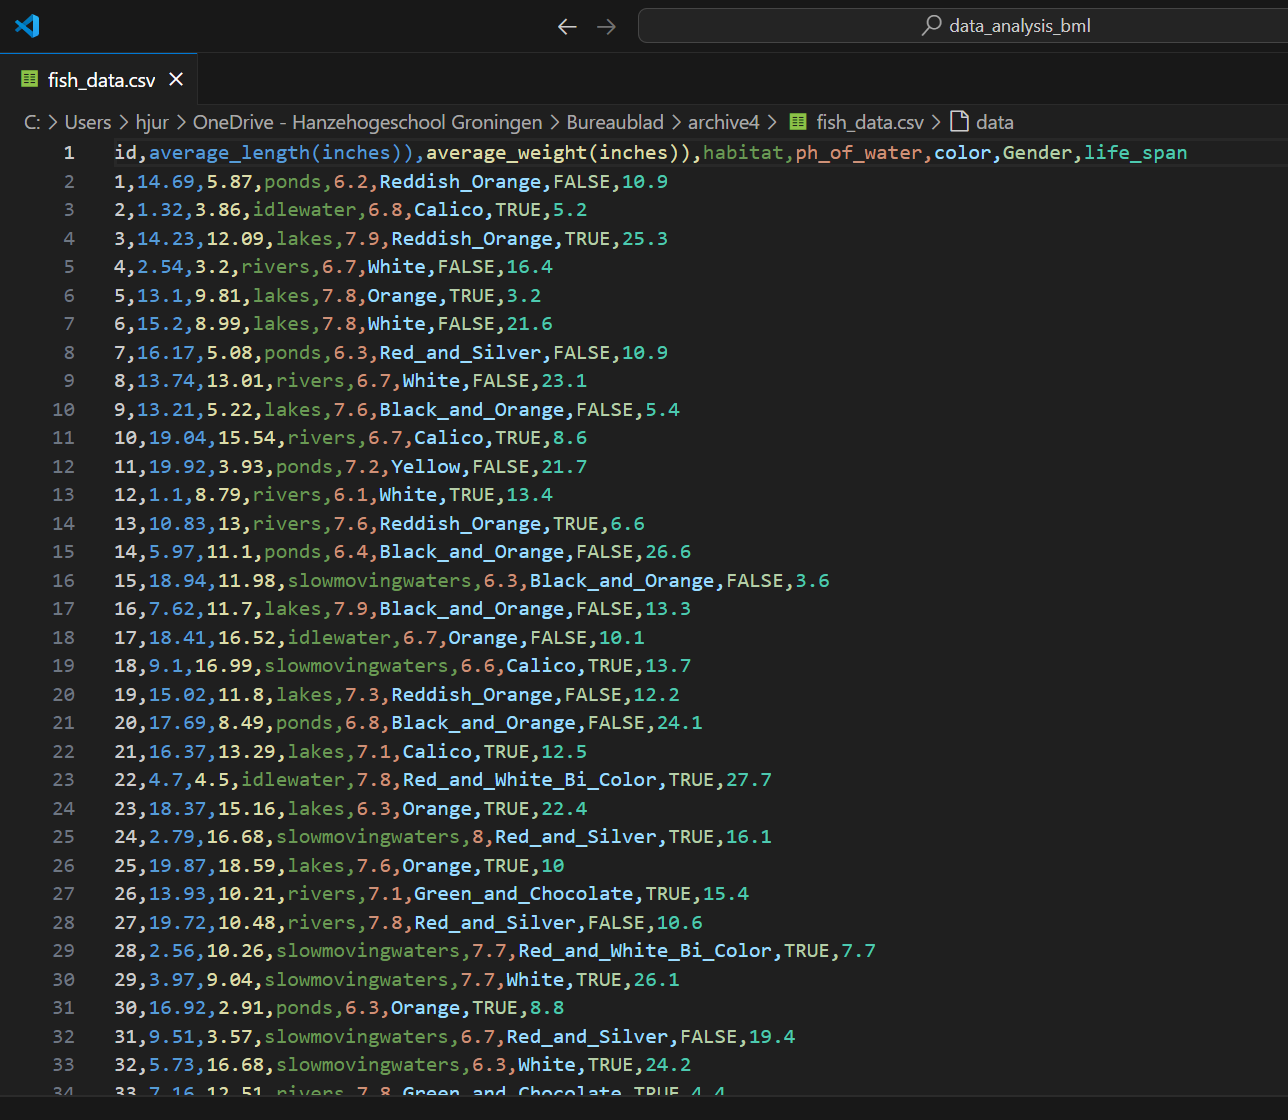 data_analysis_bml
fish_data.csv
C: > Users > hjur > OneDrive - Hanzehogeschool Groningen > Bureaublad > archive4 > fish_data.csv > data
1 id,average_length(inches)),average_weight(inches)),habitat,ph_of_water,color,Gender,life_span
2 1,14.69,5.87,ponds,6.2,Reddish_Orange,FALSE,10.9
3 2,1.32,3.86,idlewater,6.8,Calico,TRUE,5.2
4 3,14.23,12.09,lakes,7.9,Reddish_Orange,TRUE,25.3
5 4,2.54,3.2,rivers,6.7,White,FALSE,16.4
6 5,13.1,9.81,lakes,7.8,Orange,TRUE,3.2
7 6,15.2,8.99,lakes,7.8,White,FALSE,21.6
8 7,16.17,5.08,ponds,6.3,Red_and_Silver,FALSE,10.9
9 8,13.74,13.01,rivers,6.7,White,FALSE,23.1
10 9,13.21,5.22,lakes,7.6,Black_and_Orange,FALSE,5.4
11 10,19.04,15.54,rivers,6.7,Calico,TRUE,8.6
12 11,19.92,3.93,ponds,7.2,Yellow,FALSE,21.7
13 12,1.1,8.79,rivers,6.1,White,TRUE,13.4
14 13,10.83,13,rivers,7.6,Reddish_Orange,TRUE,6.6
15 14,5.97,11.1,ponds,6.4,Black_and_Orange,FALSE,26.6
16 15,18.94,11.98,slowmovingwaters,6.3,Black_and_Orange,FALSE,3.6
17 16,7.62,11.7,lakes,7.9,Black_and_Orange,FALSE,13.3
18 17,18.41,16.52,idlewater,6.7,Orange,FALSE,10.1
19 18,9.1,16.99,slowmovingwaters,6.6,Calico,TRUE,13.7
20 19,15.02,11.8,lakes,7.3,Reddish_Orange,FALSE,12.2
21 20,17.69,8.49,ponds,6.8,Black_and_Orange,FALSE,24.1
22 21,16.37,13.29,lakes,7.1,Calico,TRUE,12.5
23 22,4.7,4.5,idlewater,7.8,Red_and_White_Bi_Color,TRUE,27.7
24 23,18.37,15.16,lakes,6.3,Orange,TRUE,22.4
25 24,2.79,16.68,slowmovingwaters,8,Red_and_Silver,TRUE,16.1
26 25,19.87,18.59,lakes,7.6,Orange,TRUE,10
27 26,13.93,10.21,rivers,7.1,Green_and_Chocolate,TRUE,15.4
28 27,19.72,10.48,rivers,7.8,Red_and_Silver,FALSE,10.6
29 28,2.56,10.26,slowmovingwaters,7.7,Red_and_White_Bi_Color,TRUE,7.7
30 29,3.97,9.04,slowmovingwaters,7.7,White,TRUE,26.1
31 30,16.92,2.91,ponds,6.3,Orange,TRUE,8.8
32 31,9.51,3.57,slowmovingwaters,6.7,Red_and_Silver,FALSE,19.4
33 32,5.73,16.68,slowmovingwaters,6.3,White,TRUE,24.2
34 33,7.16,12.51,rivers,7.8,Green_and_Chocolate,TRUE,4.4